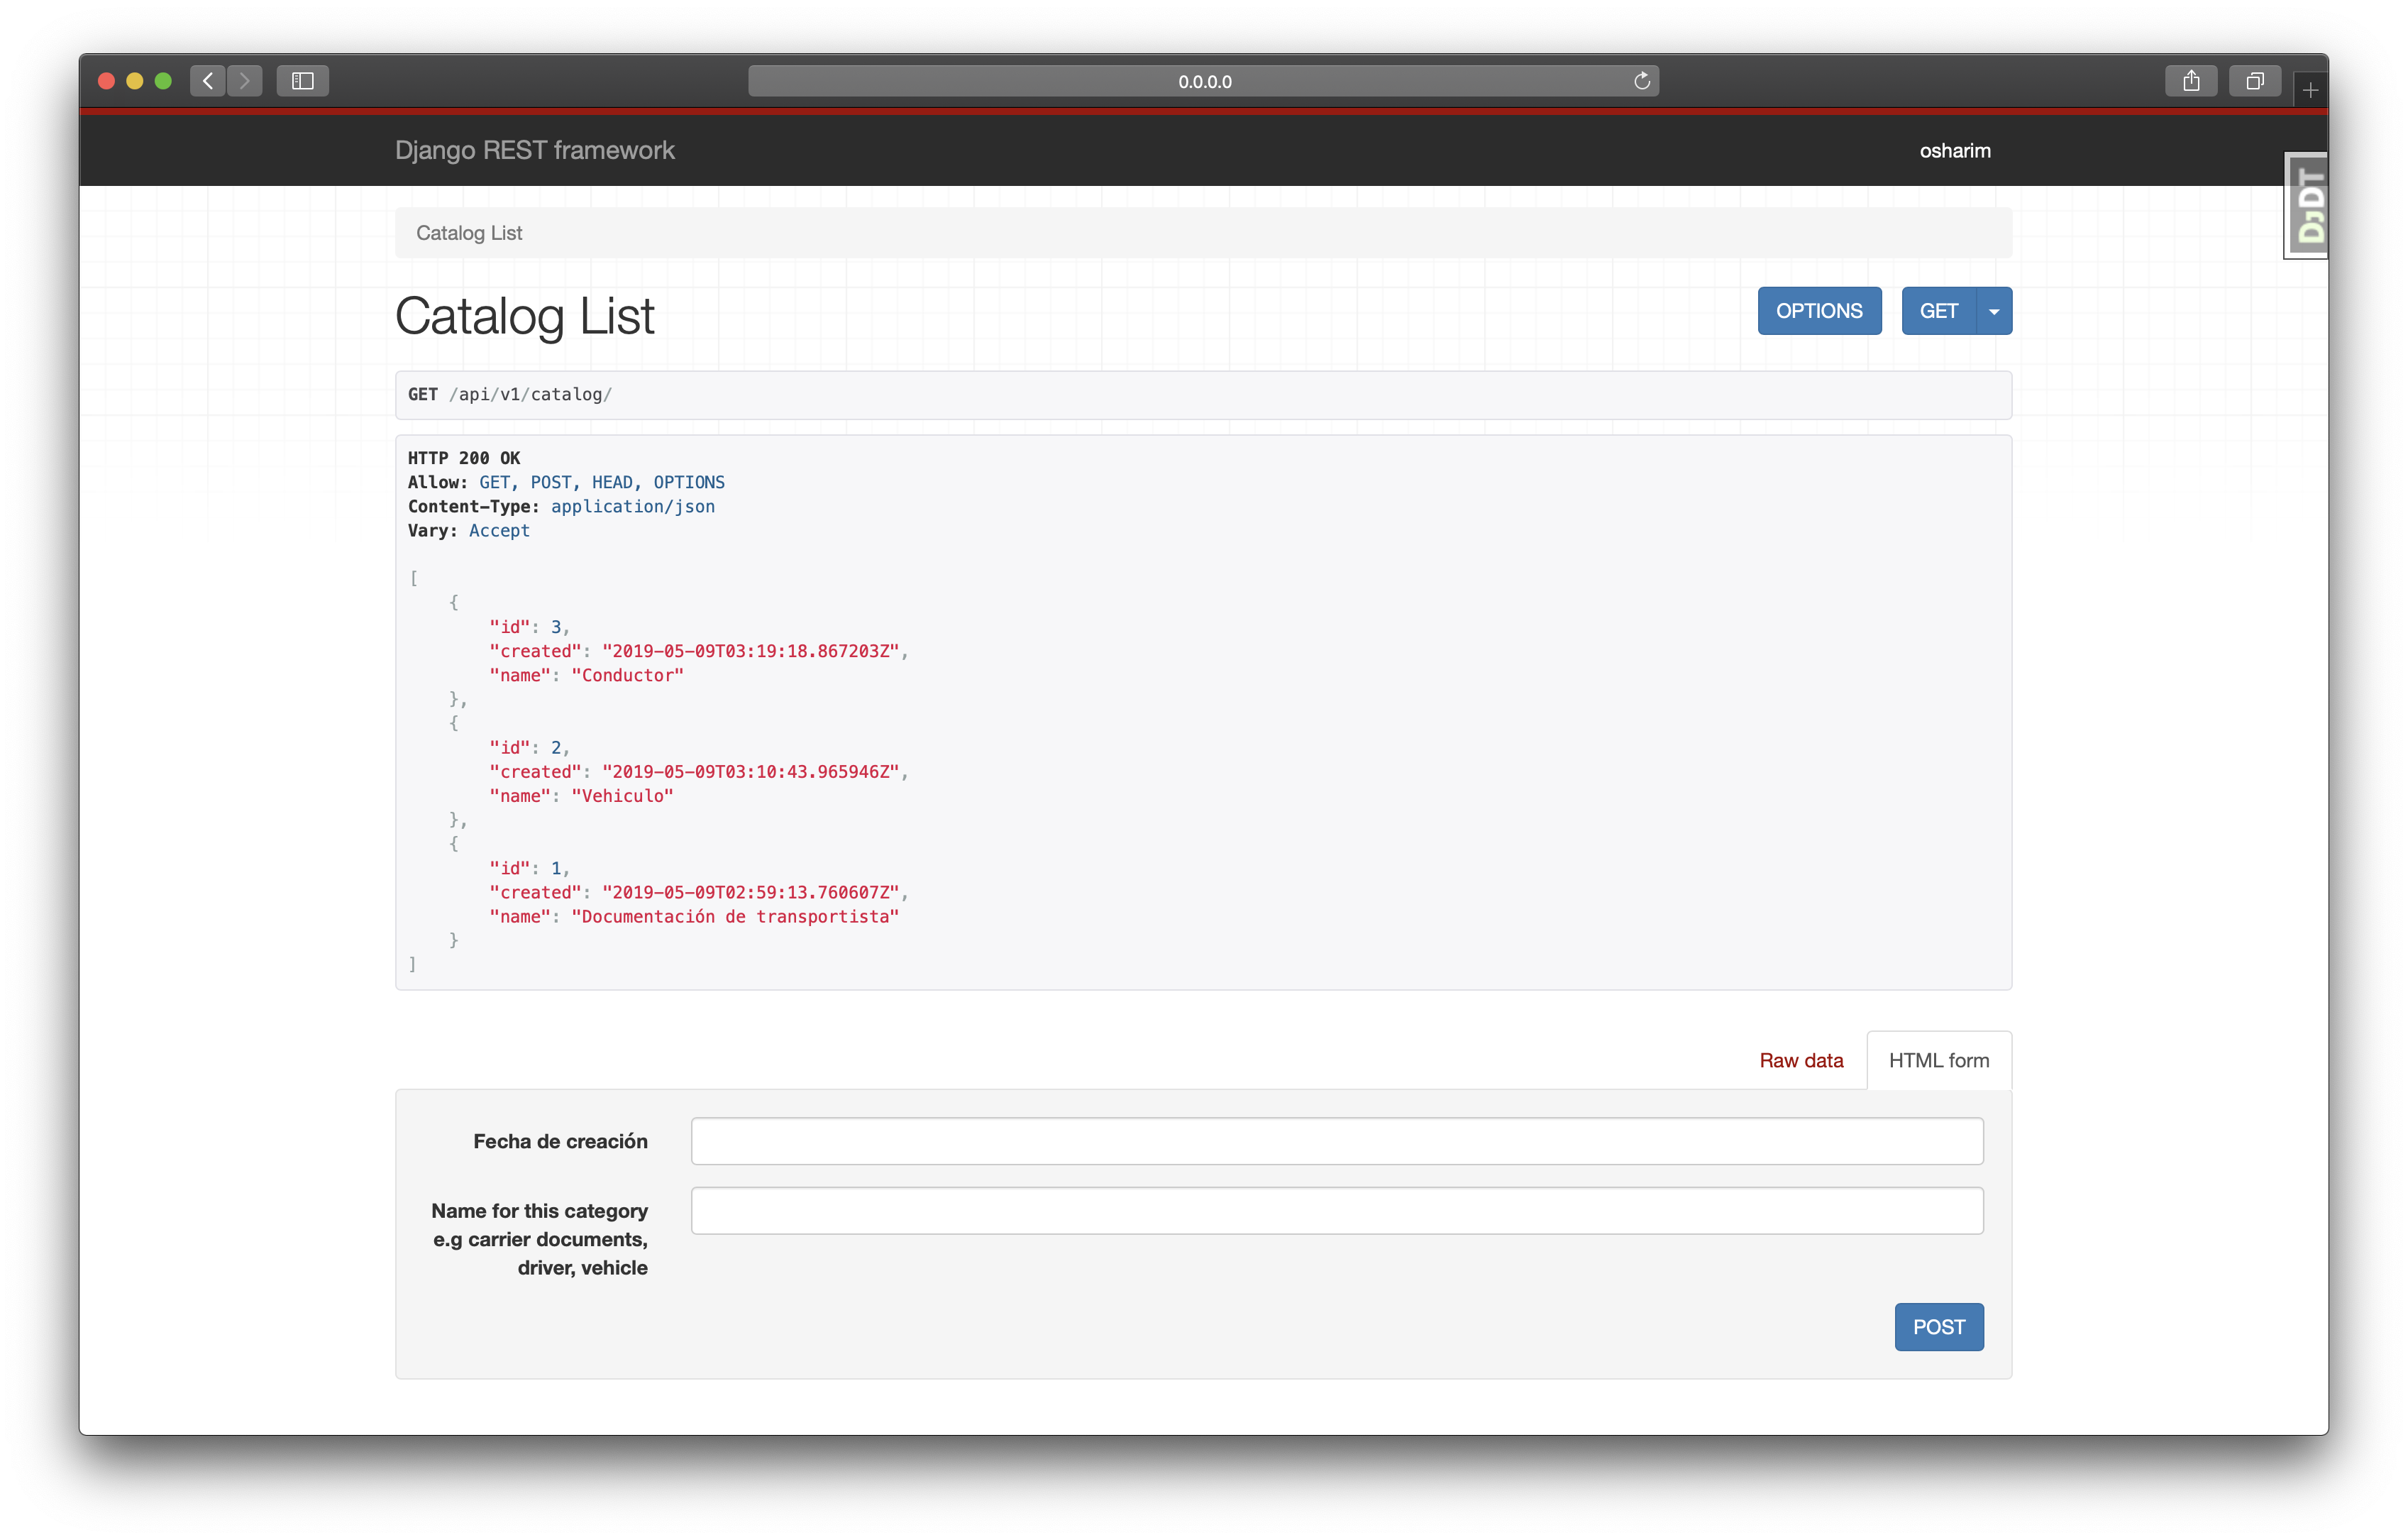 0.0.0.0
Django REST framework
osharim
DjDT
Catalog List
Catalog List
OPTIONS
GET
GET /api/v1/catalog/
HTTP 200 OK
Allow: GET, POST, HEAD, OPTIONS
Content-Type: application/json
Vary: Accept
[
    {
        "id": 3,
        "created": "2019-05-09T03:19:18.867203Z",
        "name": "Conductor"
    },
    {
        "id": 2,
        "created": "2019-05-09T03:10:43.965946Z",
        "name": "Vehiculo"
    },
    {
        "id": 1,
        "created": "2019-05-09T02:59:13.760607Z",
        "name": "Documentación de transportista"
    }
]
Raw data
HTML form
Fecha de creación
Name for this category
e.g carrier documents,
driver, vehicle
POST